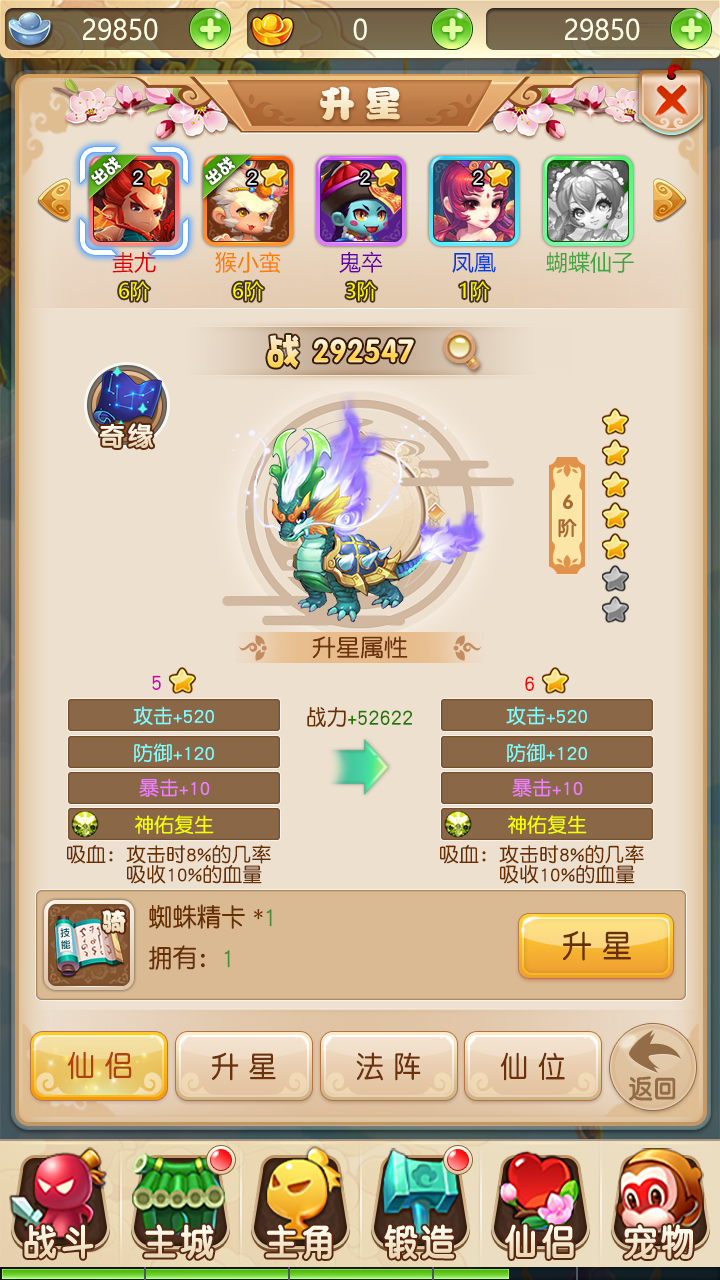 29850 0 29850
升星
出战 2 出战 2 2 2
蚩尤 猴小蛮 鬼卒 凤凰 蝴蝶仙子
6阶 6阶 3阶 1阶
战 292547
奇缘
6阶
升星属性
5 6
攻击+520 战力+52622 攻击+520
防御+120 防御+120
暴击+10 暴击+10
神佑复生 神佑复生
吸血：攻击时8%的几率 吸血：攻击时8%的几率
吸收10%的血量 吸收10%的血量
骑 技能 蜘蛛精卡 *1
拥有：1 升星
仙侣 升星 法阵 仙位 返回
战斗 主城 主角 锻造 仙侣 宠物